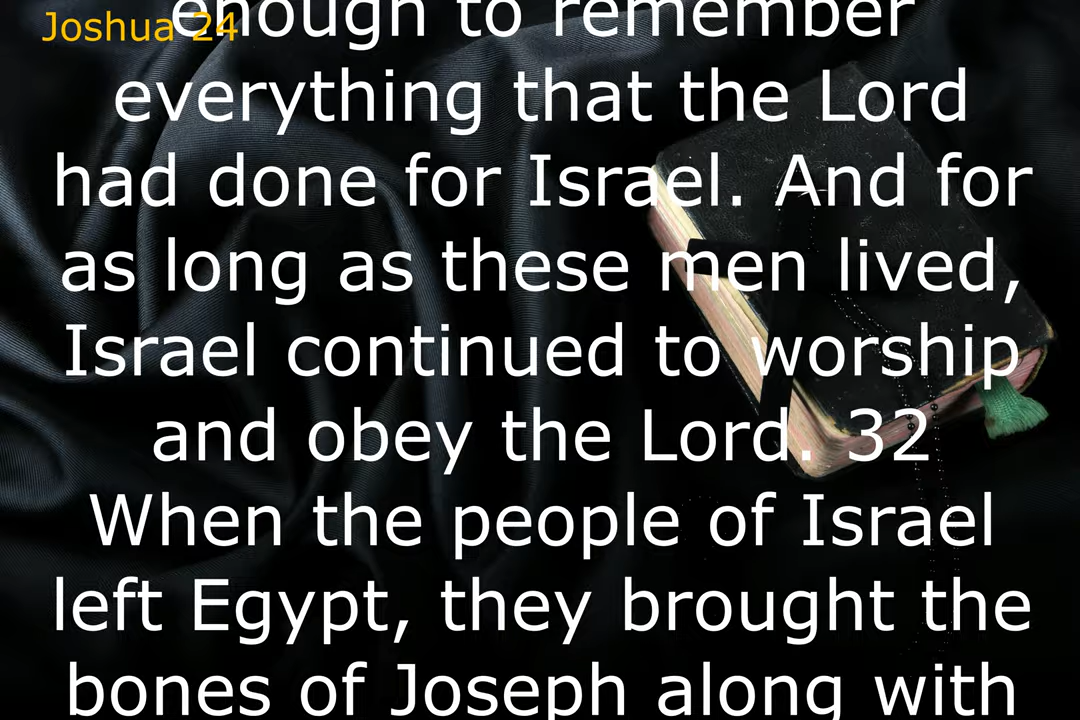 Joshua 24
enough to remember
everything that the Lord
had done for Israel. And for
as long as these men lived,
Israel continued to worship
and obey the Lord. 32
When the people of Israel
left Egypt, they brought the
bones of Joseph along with